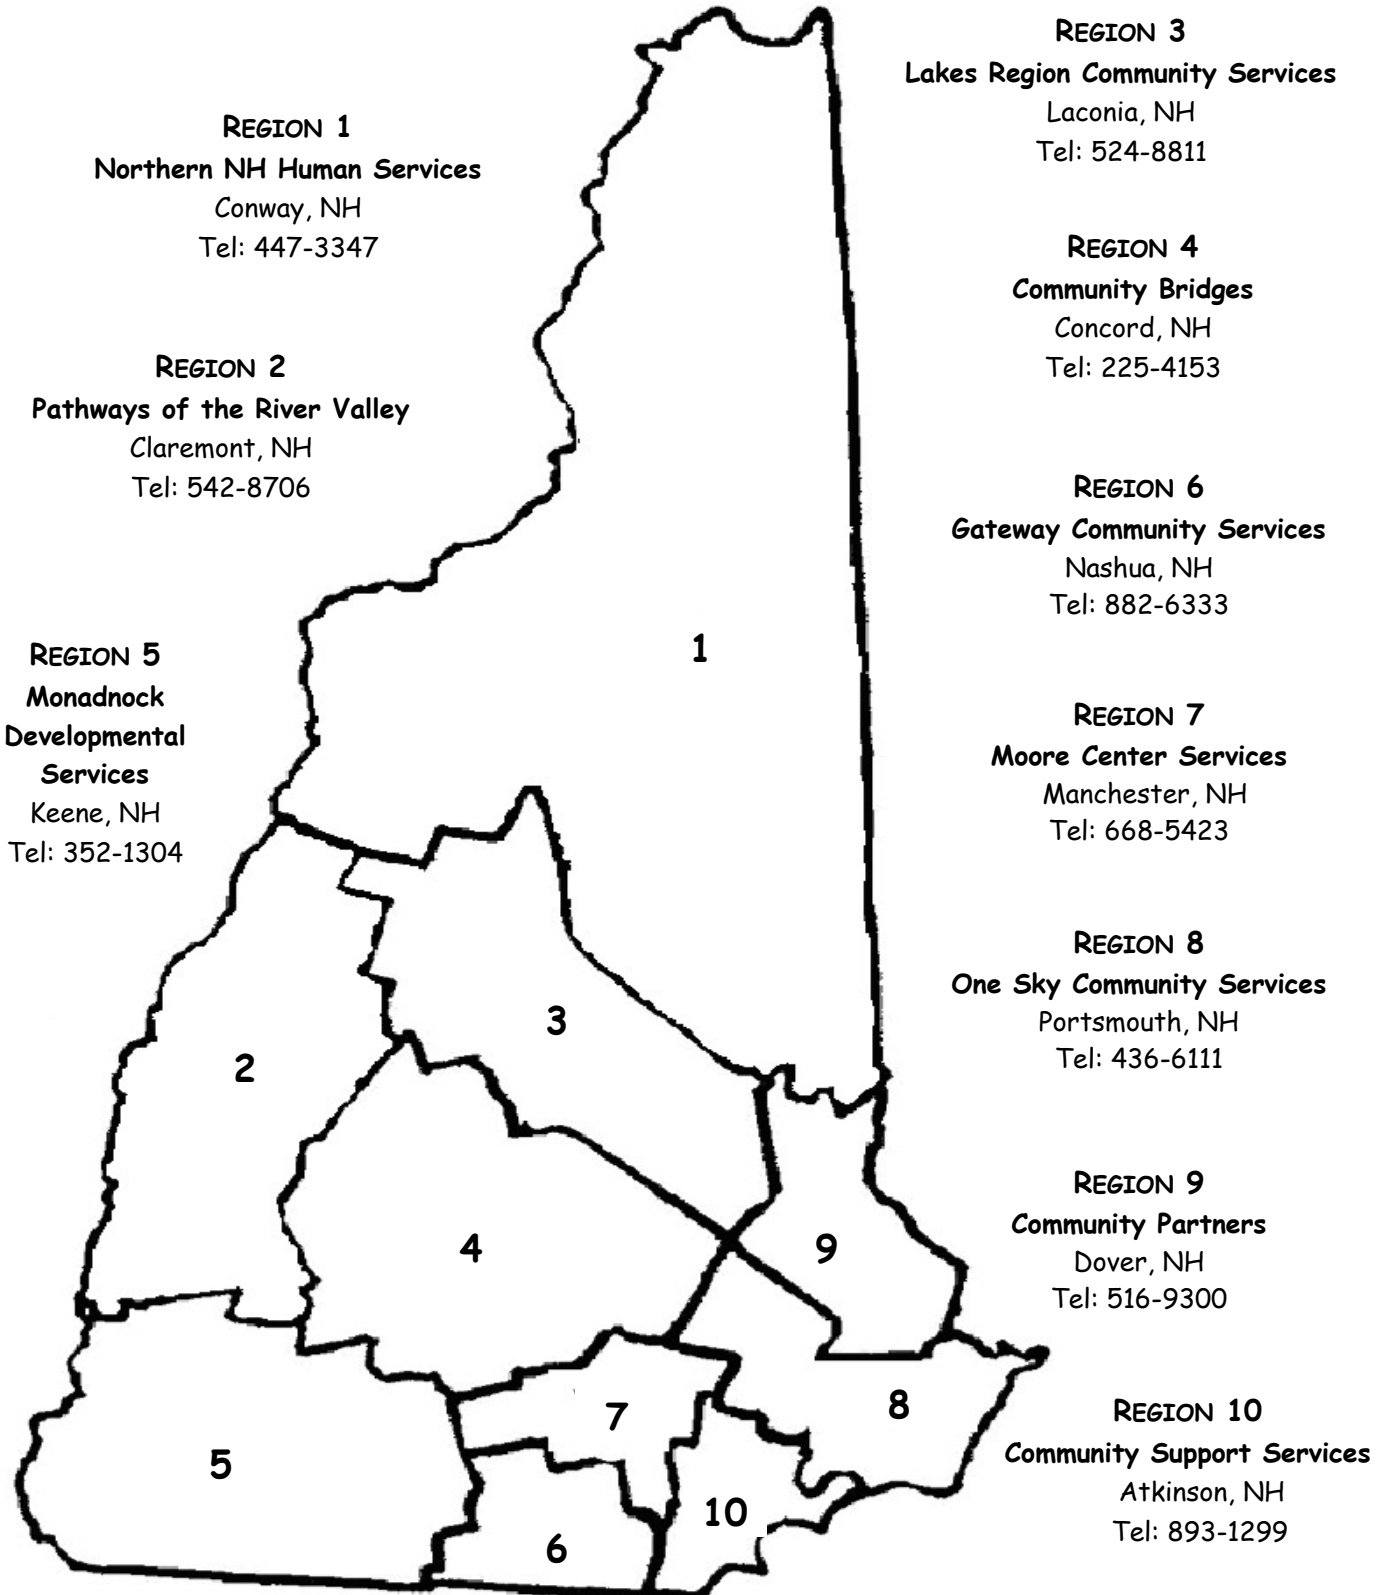 REGION 1
Northern NH Human Services
Conway, NH
Tel: 447-3347
REGION 2
Pathways of the River Valley
Claremont, NH
Tel: 542-8706
REGION 5
Monadnock
Developmental
Services
Keene, NH
Tel: 352-1304
REGION 3
Lakes Region Community Services
Laconia, NH
Tel: 524-8811
REGION 4
Community Bridges
Concord, NH
Tel: 225-4153
REGION 6
Gateway Community Services
Nashua, NH
Tel: 882-6333
REGION 7
Moore Center Services
Manchester, NH
Tel: 668-5423
REGION 8
One Sky Community Services
Portsmouth, NH
Tel: 436-6111
REGION 9
Community Partners
Dover, NH
Tel: 516-9300
REGION 10
Community Support Services
Atkinson, NH
Tel: 893-1299
1
3
2
4
9
8
7
5
10
6